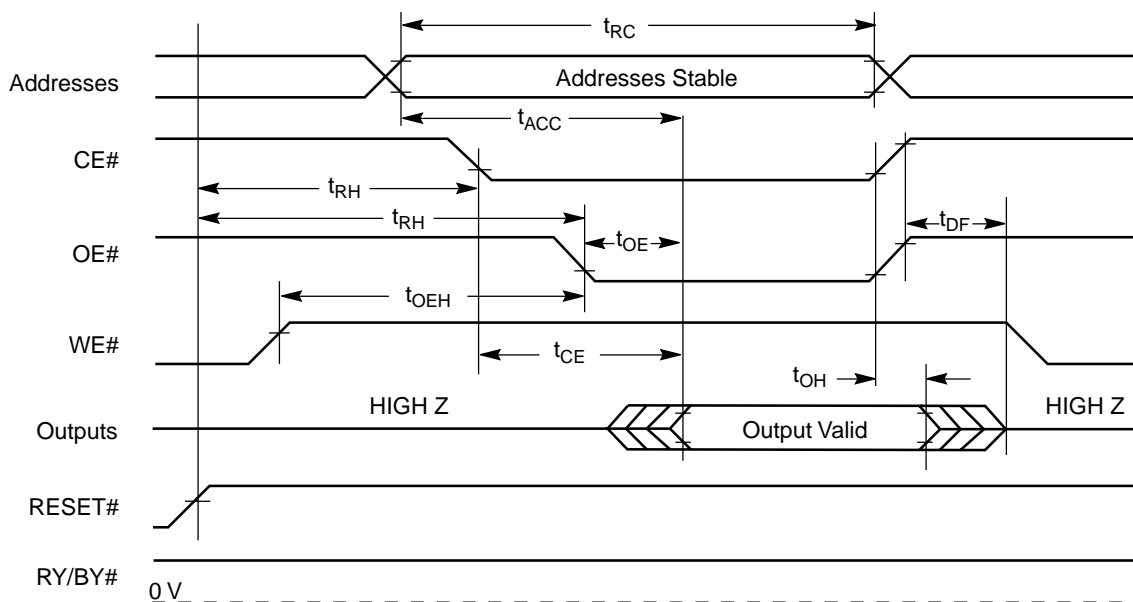 tRC
Addresses
Addresses Stable
tACC
CE#
tRH
tRH
tDF
OE#
tOE
tOEH
WE#
tCE
tOH
HIGH Z
HIGH Z
Outputs
Output Valid
RESET#
RY/BY#
0 V